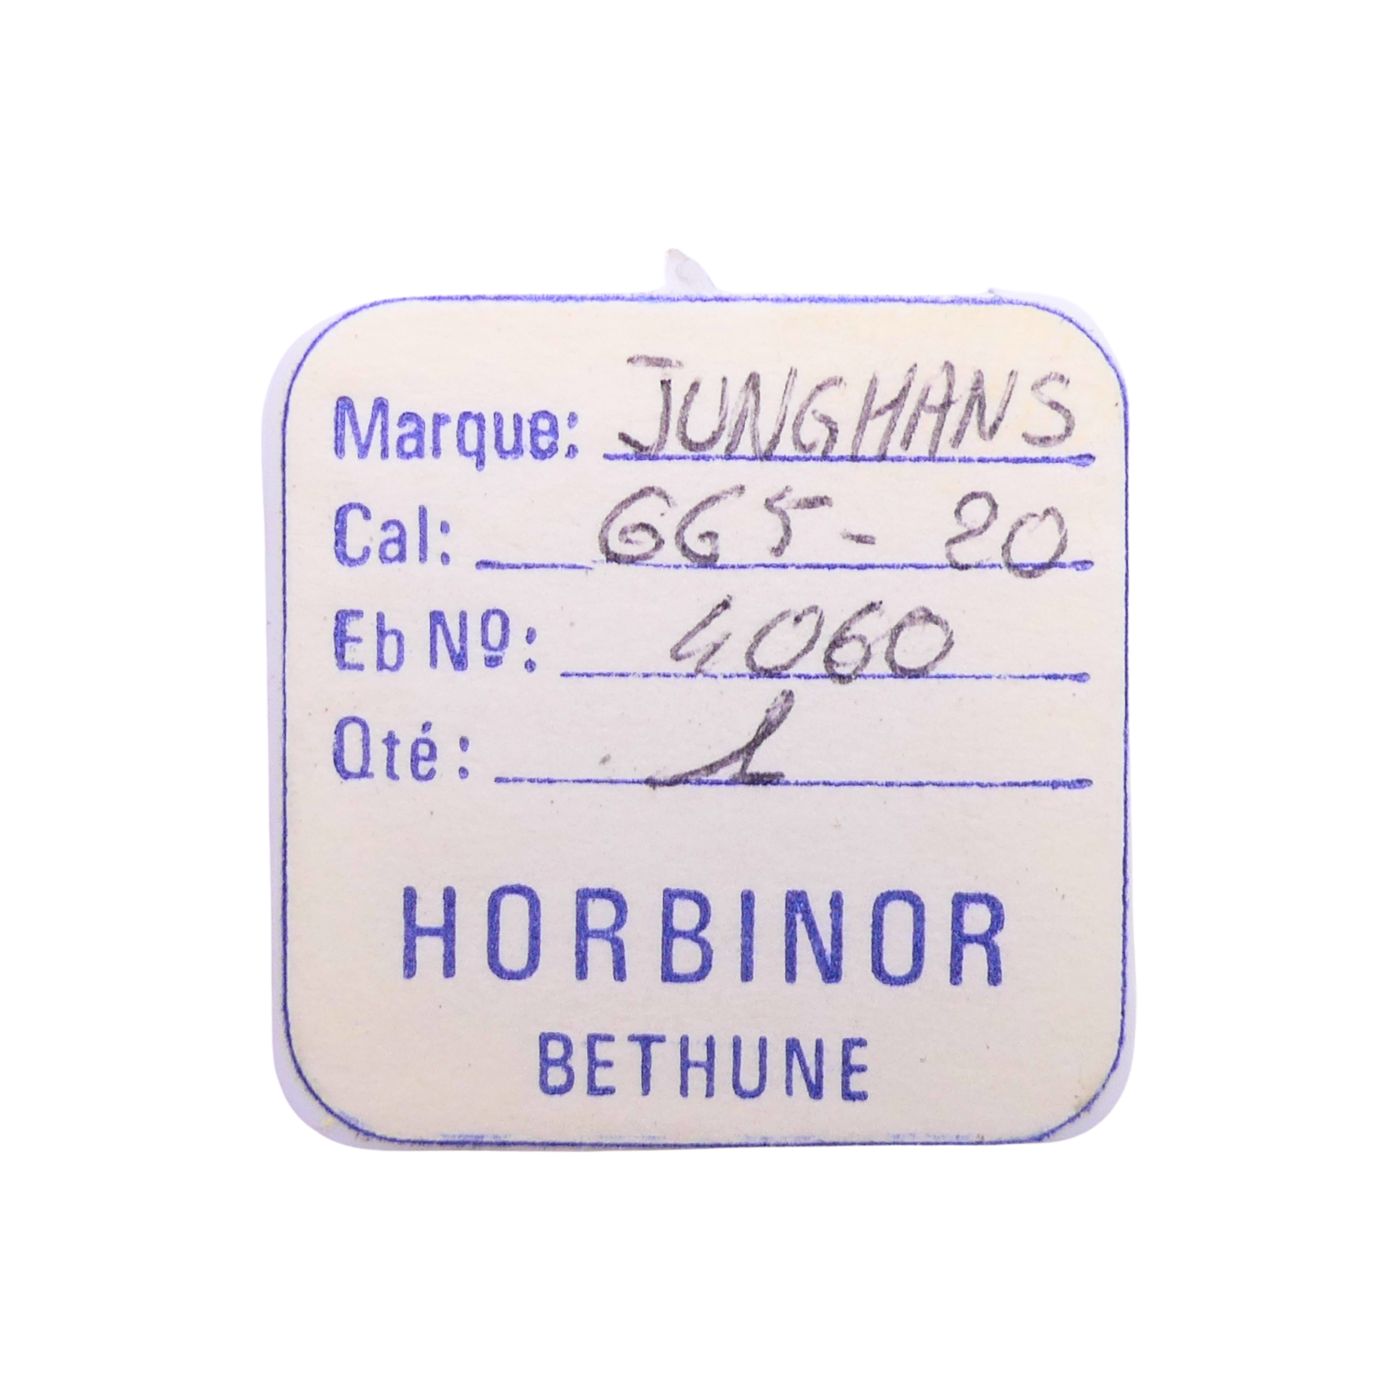 Marque: JUNGHANS
Cal: 665-20
Eb Nº: 4060
Qté: 1
HORBINOR
BETHUNE